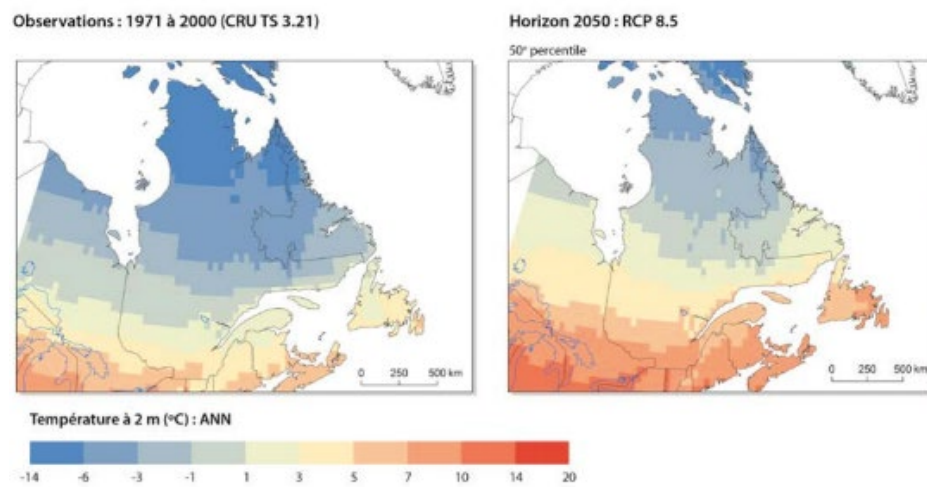 Observations : 1971 à 2000 (CRU TS 3.21)
Horizon 2050 : RCP 8.5
50e percentile
0 250 500 km
0 250 500 km
Température à 2 m (ºC) : ANN
-14 -6 -3 -1 1 3 5 7 10 14 20